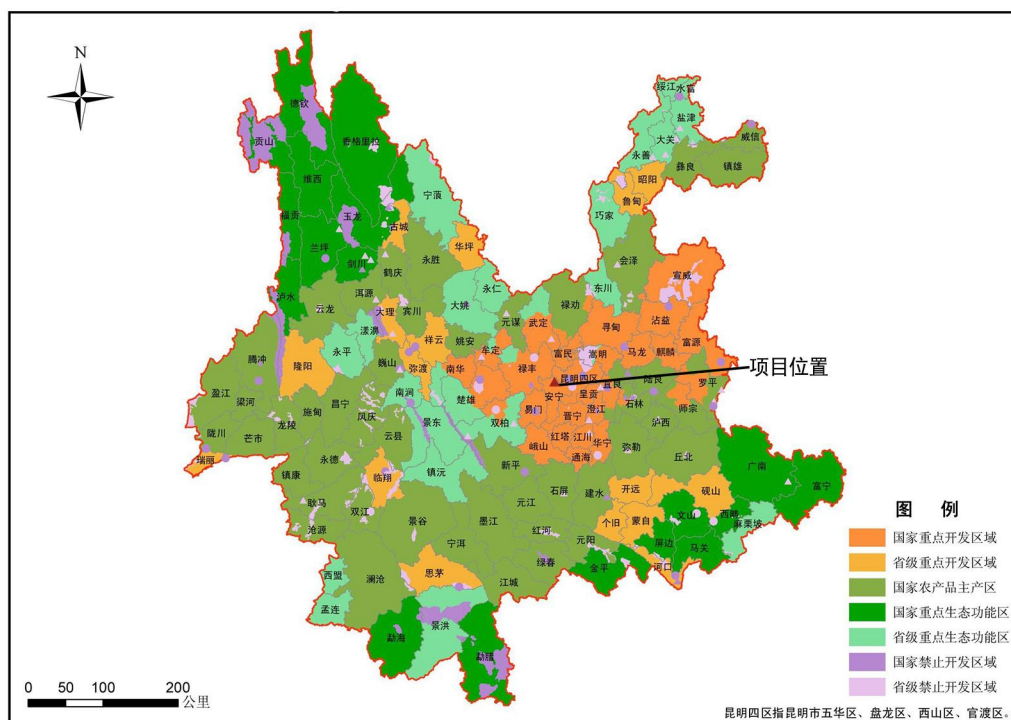 N
德钦
贡山
香格里拉
维西
福贡
玉龙
兰坪
剑川
泸水
宁蒗
古城
华坪
永胜
鹤庆
洱源
云龙
大理
宾川
漾濞
永平
祥云
巍山
弥渡
南涧
隆阳
腾冲
盈江
梁河
陇川
芒市
瑞丽
龙陵
施甸
昌宁
凤庆
云县
永德
镇康
临翔
耿马
双江
沧源
绥江
水富
盐津
大关
永善
威信
彝良
镇雄
昭阳
鲁甸
巧家
会泽
宣威
东川
沾益
富源
永仁
大姚
元谋
武定
禄劝
寻甸
姚安
牟定
南华
禄丰
富民
嵩明
马龙
麒麟
昆明四区
项目位置
安宁
呈贡
宜良
陆良
罗平
楚雄
双柏
易门
晋宁
澄江
石林
师宗
泸西
景东
镇沅
峨山
红塔
江川
通海
华宁
弥勒
丘北
新平
广南
富宁
元江
石屏
建水
开远
砚山
个旧
蒙自
文山
西畴
麻栗坡
景谷
墨江
红河
元阳
屏边
马关
宁洱
绿春
金平
河口
西盟
澜沧
思茅
江城
孟连
景洪
勐海
勐腊
图 例
国家重点开发区域
省级重点开发区域
国家农产品主产区
国家重点生态功能区
省级重点生态功能区
国家禁止开发区域
省级禁止开发区域
0 50 100 200
公里
昆明四区指昆明市五华区、盘龙区、西山区、官渡区。